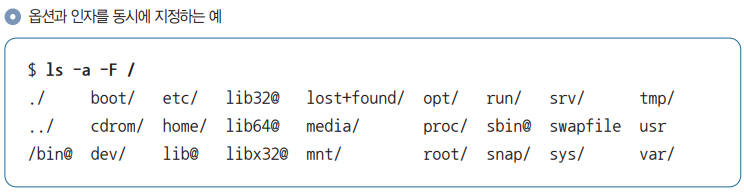 옵션과 인자를 동시에 지정하는 예
$ ls -a -F /
./ boot/ etc/ lib32@ lost+found/ opt/ run/ srv/ tmp/
../ cdrom/ home/ lib64@ media/ proc/ sbin@ swapfile usr
/bin@ dev/ lib@ libx32@ mnt/ root/ snap/ sys/ var/